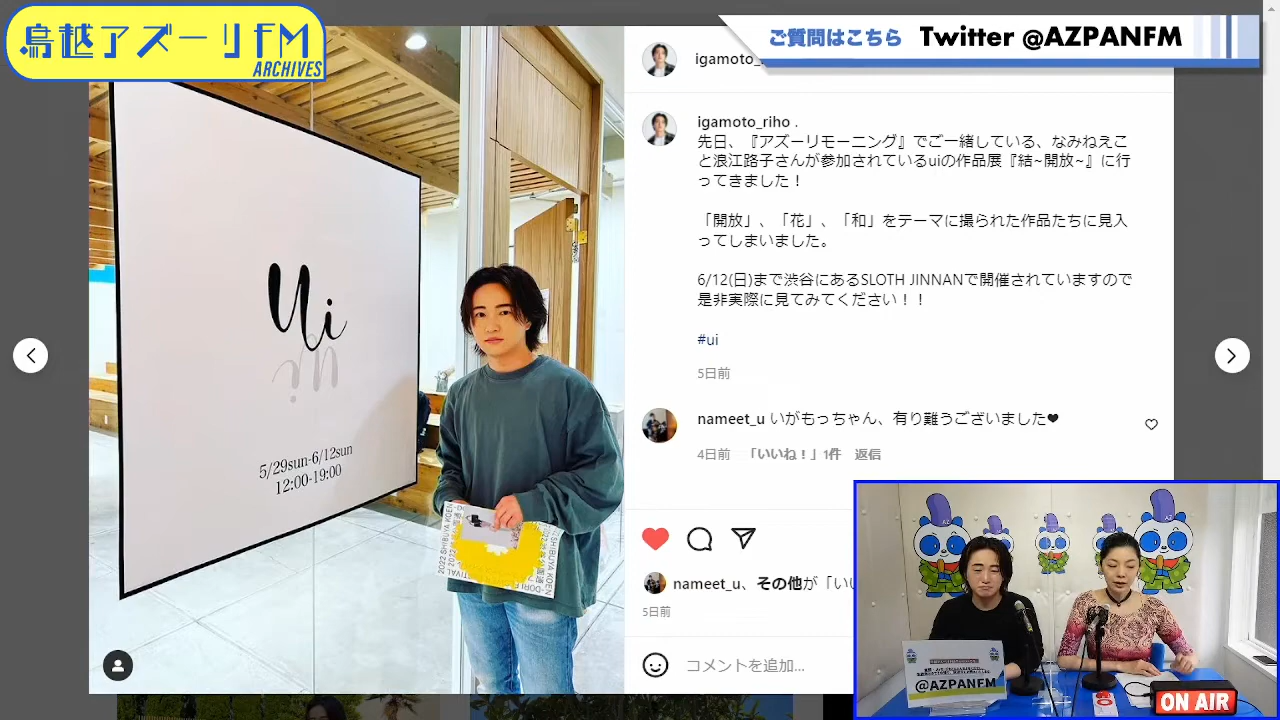 鳥越アズーリFM
ARCHIVES
ご質問はこちら Twitter @AZPANFM
igamoto_
igamoto_riho .
先日、『アズーリモーニング』でご一緒している、なみねえこ
と浪江路子さんが参加されているuiの作品展『結~開放~』に行
ってきました！
「開放」、「花」、「和」をテーマに撮られた作品たちに見入
ってしまいました。
6/12(日)まで渋谷にあるSLOTH JINNANで開催されていますので
是非実際に見てみてください！！
#ui
5日前
nameet_u いがもっちゃん、有り難うございました❤
4日前 「いいね！」1件 返信
nameet_u、その他が「いい
5日前
コメントを追加...
ui
5/29sun-6/12sun
12:00-19:00
2022 SHIBUYA KOEN
@AZPANFM
ON AIR